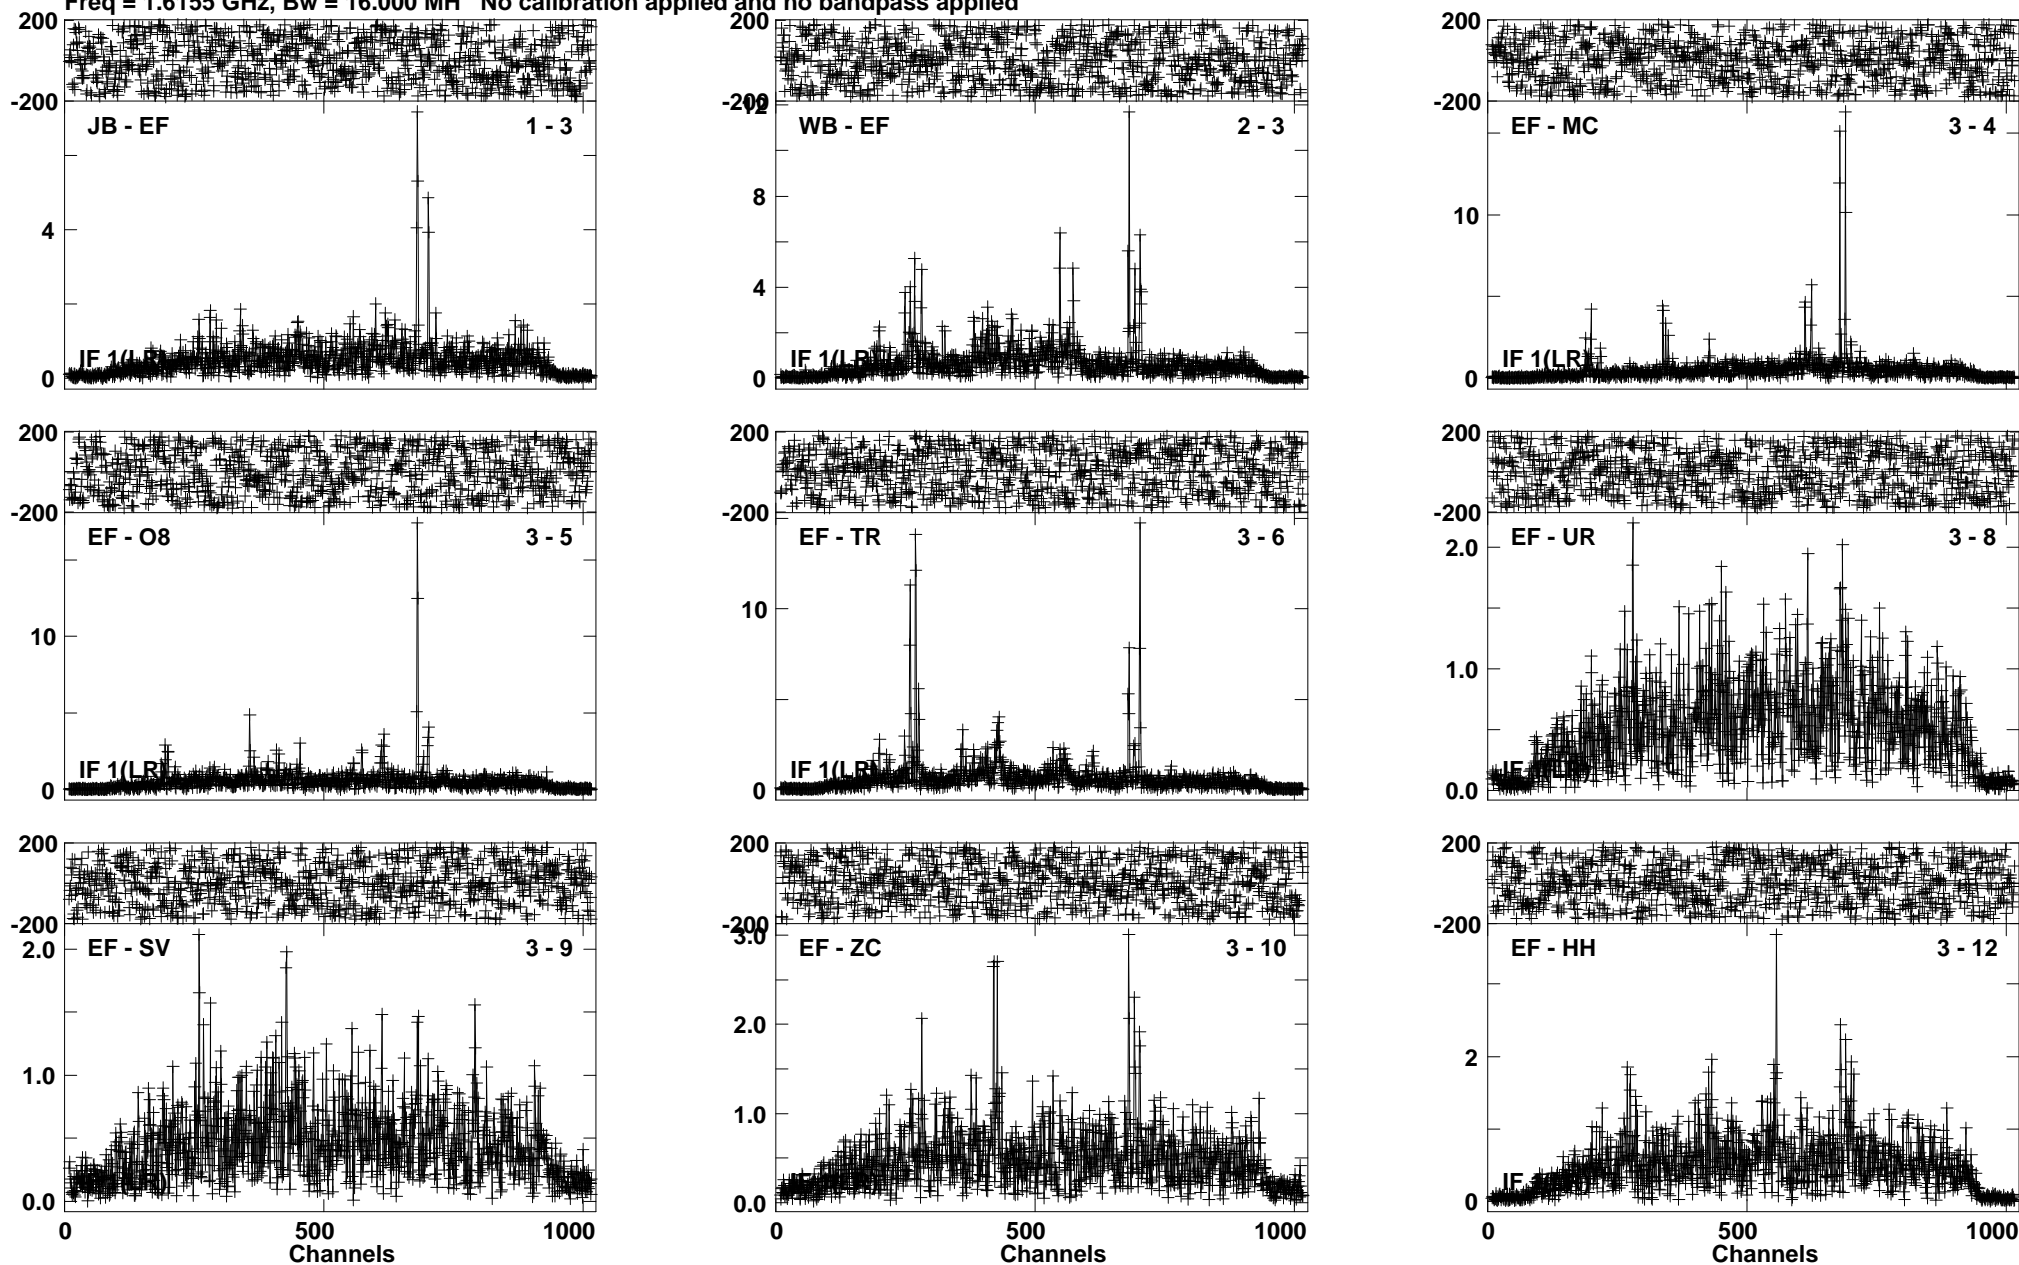 Freq = 1.6155 GHz, Bw = 16.000 MH No calibration applied and no bandpass applied
200 200 200
-200 -200 12 -200
JB - EF 1 - 3 WB - EF 2 - 3 EF - MC 3 - 4
8
4 10
4
IF 1(LR) IF 1(LR) IF 1(LR)
0 0 0
200 200 200
-200 -200 -200
EF - O8 3 - 5 EF - TR 3 - 6 EF - UR 3 - 8
2.0
10 10
1.0
IF 1(LR) IF 1(LR)
0 0 0.0
200 200 200
-200 -200 3.0 -200
EF - SV 3 - 9 EF - ZC 3 - 10 EF - HH 3 - 12
2.0
2.0 2
1.0 1.0
0.0 0.0 0
0 500 1000 0 500 1000 0 500 1000
Channels Channels Channels